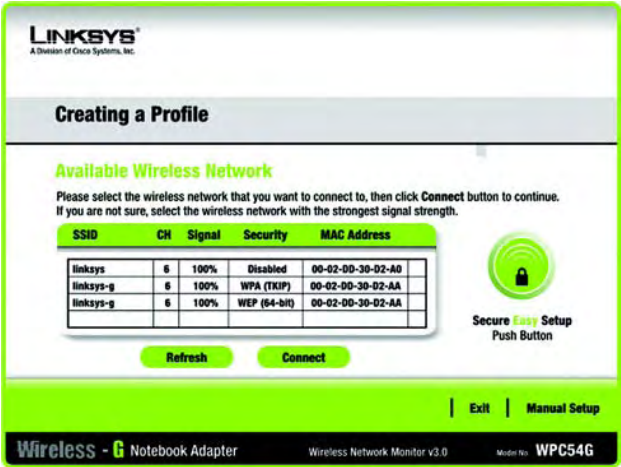 LINKSYS®
A Division of Cisco Systems, Inc.
Creating a Profile
Available Wireless Network
Please select the wireless network that you want to connect to, then click Connect button to continue.
If you are not sure, select the wireless network with the strongest signal strength.
SSID CH Signal Security MAC Address
linksys 6 100% Disabled 00-02-DD-30-D2-A0
linksys-g 6 100% WPA (TKIP) 00-02-DD-30-D2-AA
linksys-g 6 100% WEP (64-bit) 00-02-DD-30-D2-AA
Secure Easy Setup
Push Button
Refresh Connect
Exit Manual Setup
Wireless - G Notebook Adapter Wireless Network Monitor v3.0 Model No. WPC54G